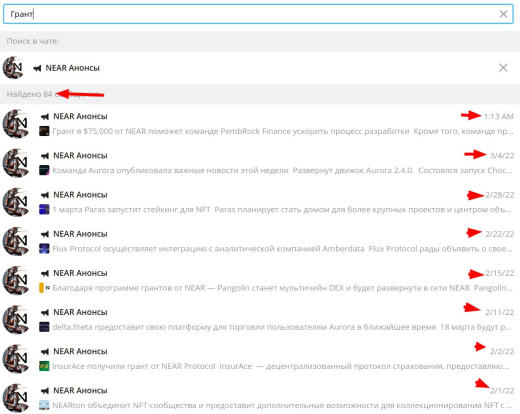 Грант
Поиск в чате:
NEAR Анонсы
Найдено 84
NEAR Анонсы 1:13 AM
Грант в $75,000 от NEAR поможет команде PembRock Finance ускорить процесс разработки Кроме того, команде пр...
NEAR Анонсы 3/4/22
Команда Aurora опубликовала важные новости этой недели Развернут движок Aurora 2.4.0. Состоялся запуск Choc...
NEAR Анонсы 2/28/22
1 марта Paras запустит стейкинг для NFT Paras планирует стать домом для более крупных проектов и центром объ...
NEAR Анонсы 2/22/22
Flux Protocol осуществляет интеграцию с аналитической компанией Amberdata Flux Protocol рады объявить о свое...
NEAR Анонсы 2/15/22
Благодаря программе грантов от NEAR — Pangolin станет мультичейн DEX и будет развернута в сети NEAR Pangolin...
NEAR Анонсы 2/11/22
delta.theta предоставит свою платформу для торговли пользователям Aurora в ближайшее время 18 марта будут р...
NEAR Анонсы 2/2/22
InsurAce получили грант от NEAR Protocol InsurAce — децентрализованный протокол страхования, предоставляю...
NEAR Анонсы 2/1/22
NEARton объединит NFT-сообщества и предоставит дополнительные возможности для коллекционирования NFT с ...